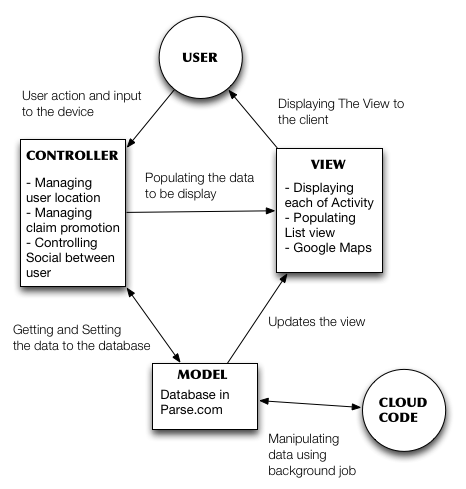 USER
User action and input
to the device
Displaying The View to
the client
CONTROLLER
- Managing
user location
- Managing
claim promotion
- Controlling
Social between
user
Populating the data
to be display
VIEW
- Displaying
each of Activity
- Populating
List view
- Google Maps
Getting and Setting
the data to the database
Updates the view
MODEL
Database in
Parse.com
CLOUD
CODE
Manipulating
data using
background job